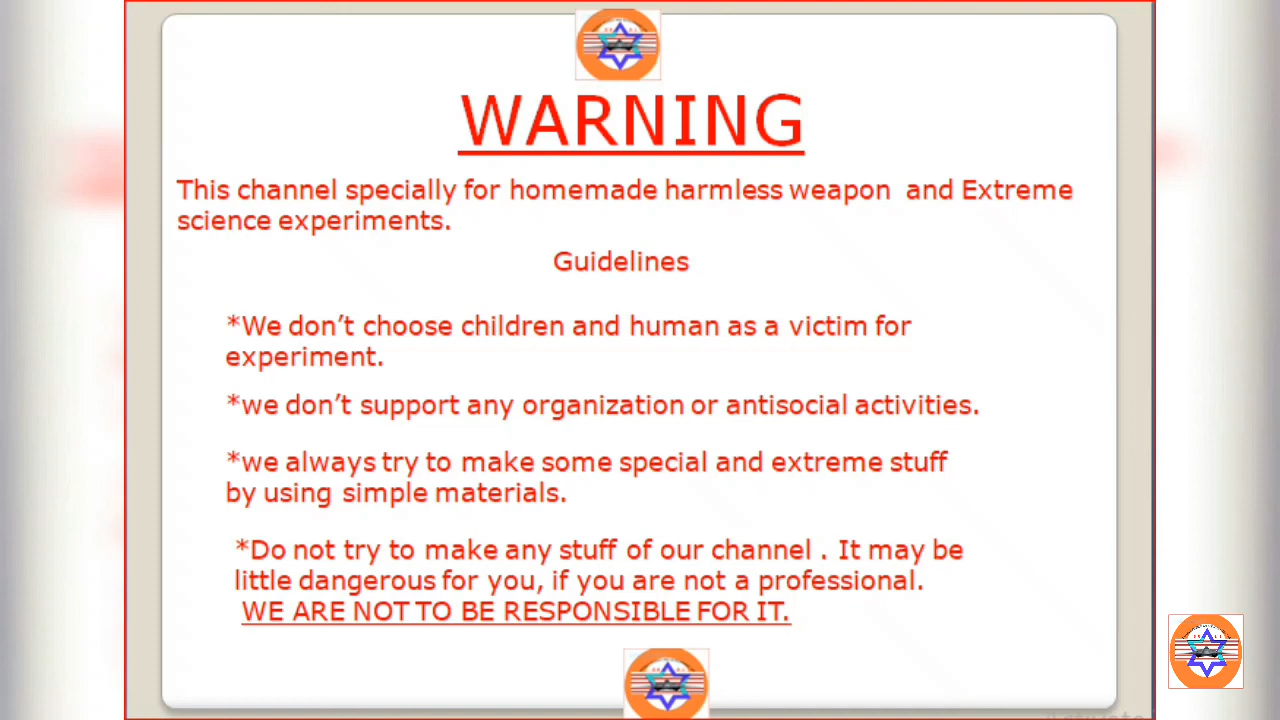 WARNING
This channel specially for homemade harmless weapon and Extreme
science experiments.
Guidelines
*We don't choose children and human as a victim for
experiment.
*we don't support any organization or antisocial activities.
*we always try to make some special and extreme stuff
by using simple materials.
*Do not try to make any stuff of our channel . It may be
little dangerous for you, if you are not a professional.
WE ARE NOT TO BE RESPONSIBLE FOR IT.